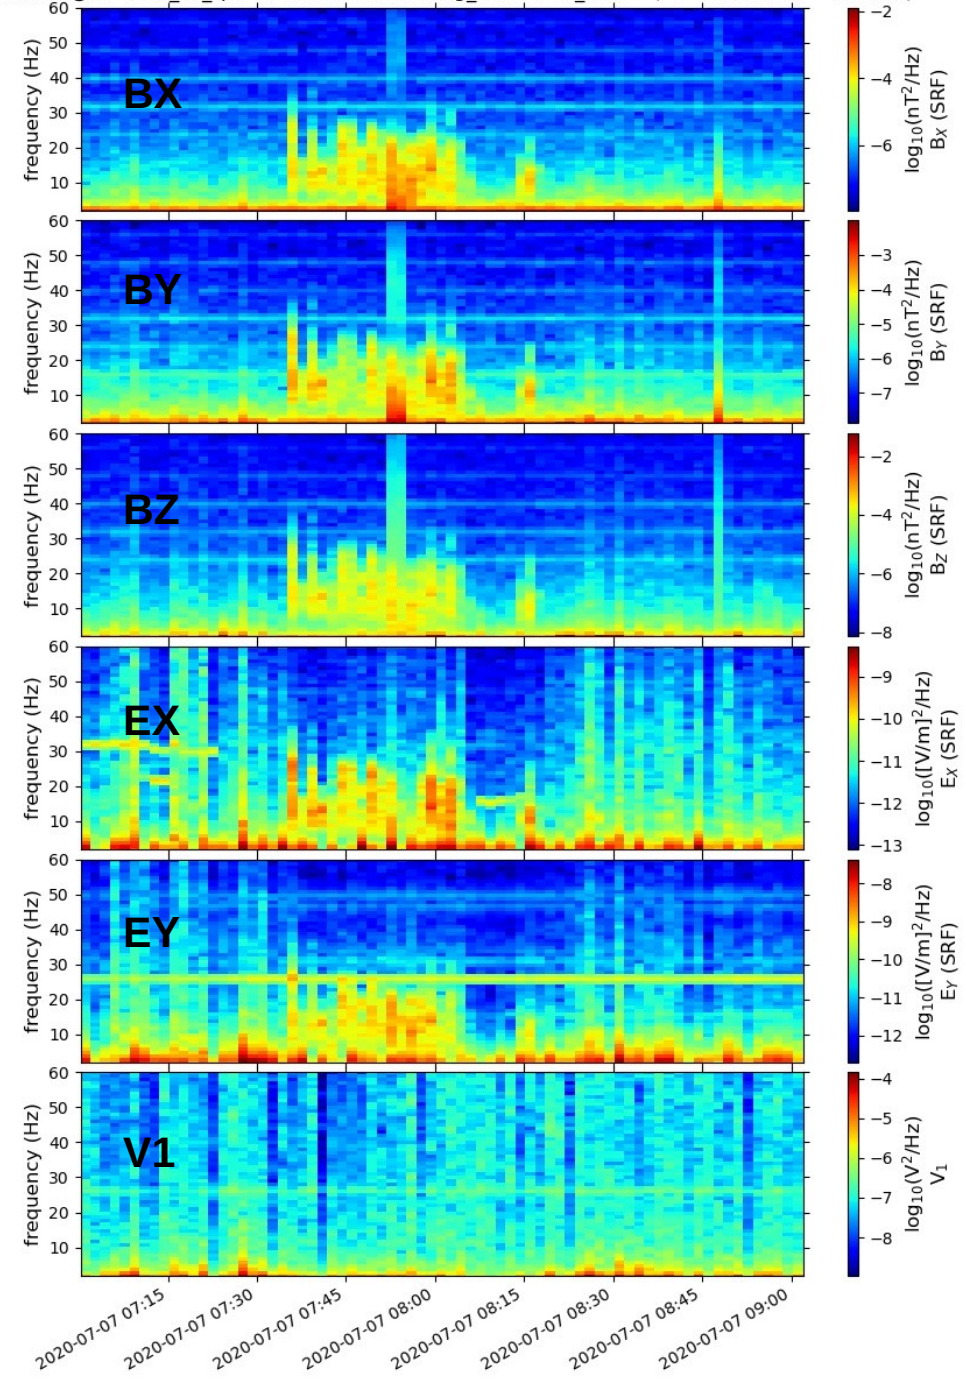 60
50
40
30
20
10
frequency (Hz)
BX
−2
−4
−6
log10(nT2/Hz)
BX (SRF)
60
50
40
30
20
10
frequency (Hz)
BY
−3
−4
−5
−6
−7
log10(nT2/Hz)
BY (SRF)
60
50
40
30
20
10
frequency (Hz)
BZ
−2
−4
−6
−8
log10(nT2/Hz)
BZ (SRF)
60
50
40
30
20
10
frequency (Hz)
EX
−9
−10
−11
−12
−13
log10([V/m]2/Hz)
EX (SRF)
60
50
40
30
20
10
frequency (Hz)
EY
−8
−9
−10
−11
−12
log10([V/m]2/Hz)
EY (SRF)
60
50
40
30
20
10
frequency (Hz)
V1
−4
−5
−6
−7
−8
log10(V2/Hz)
V1
2020-07-07 07:15
2020-07-07 07:30
2020-07-07 07:45
2020-07-07 08:00
2020-07-07 08:15
2020-07-07 08:30
2020-07-07 08:45
2020-07-07 09:00